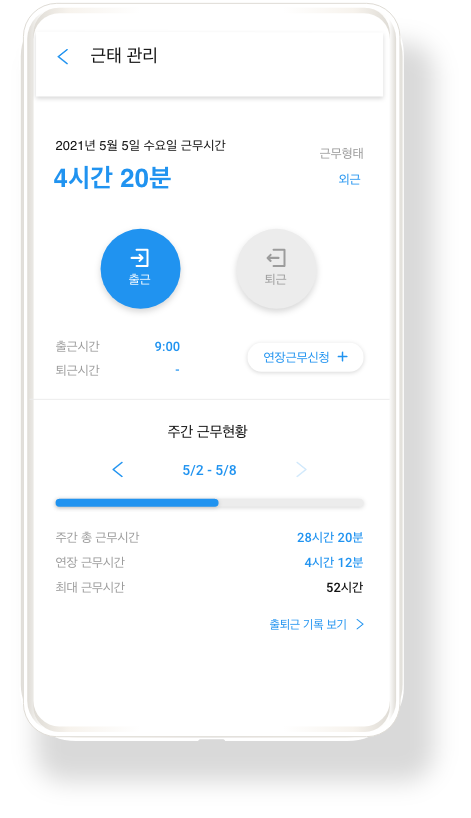 근태 관리
2021년 5월 5일 수요일 근무시간
근무형태
4시간 20분
외근
출근
퇴근
출근시간 9:00
퇴근시간 -
연장근무신청 +
주간 근무현황
5/2 - 5/8
주간 총 근무시간 28시간 20분
연장 근무시간 4시간 12분
최대 근무시간 52시간
출퇴근 기록 보기